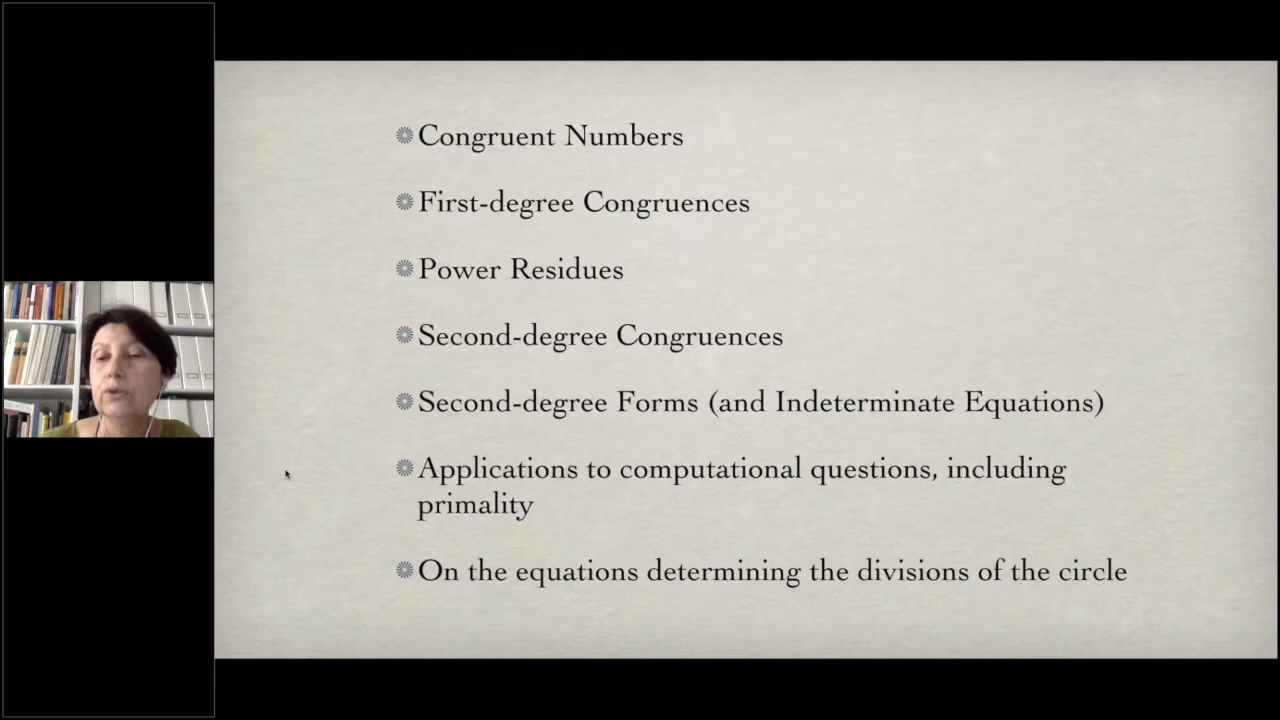 Congruent Numbers
First-degree Congruences
Power Residues
Second-degree Congruences
Second-degree Forms (and Indeterminate Equations)
Applications to computational questions, including
primality
On the equations determining the divisions of the circle